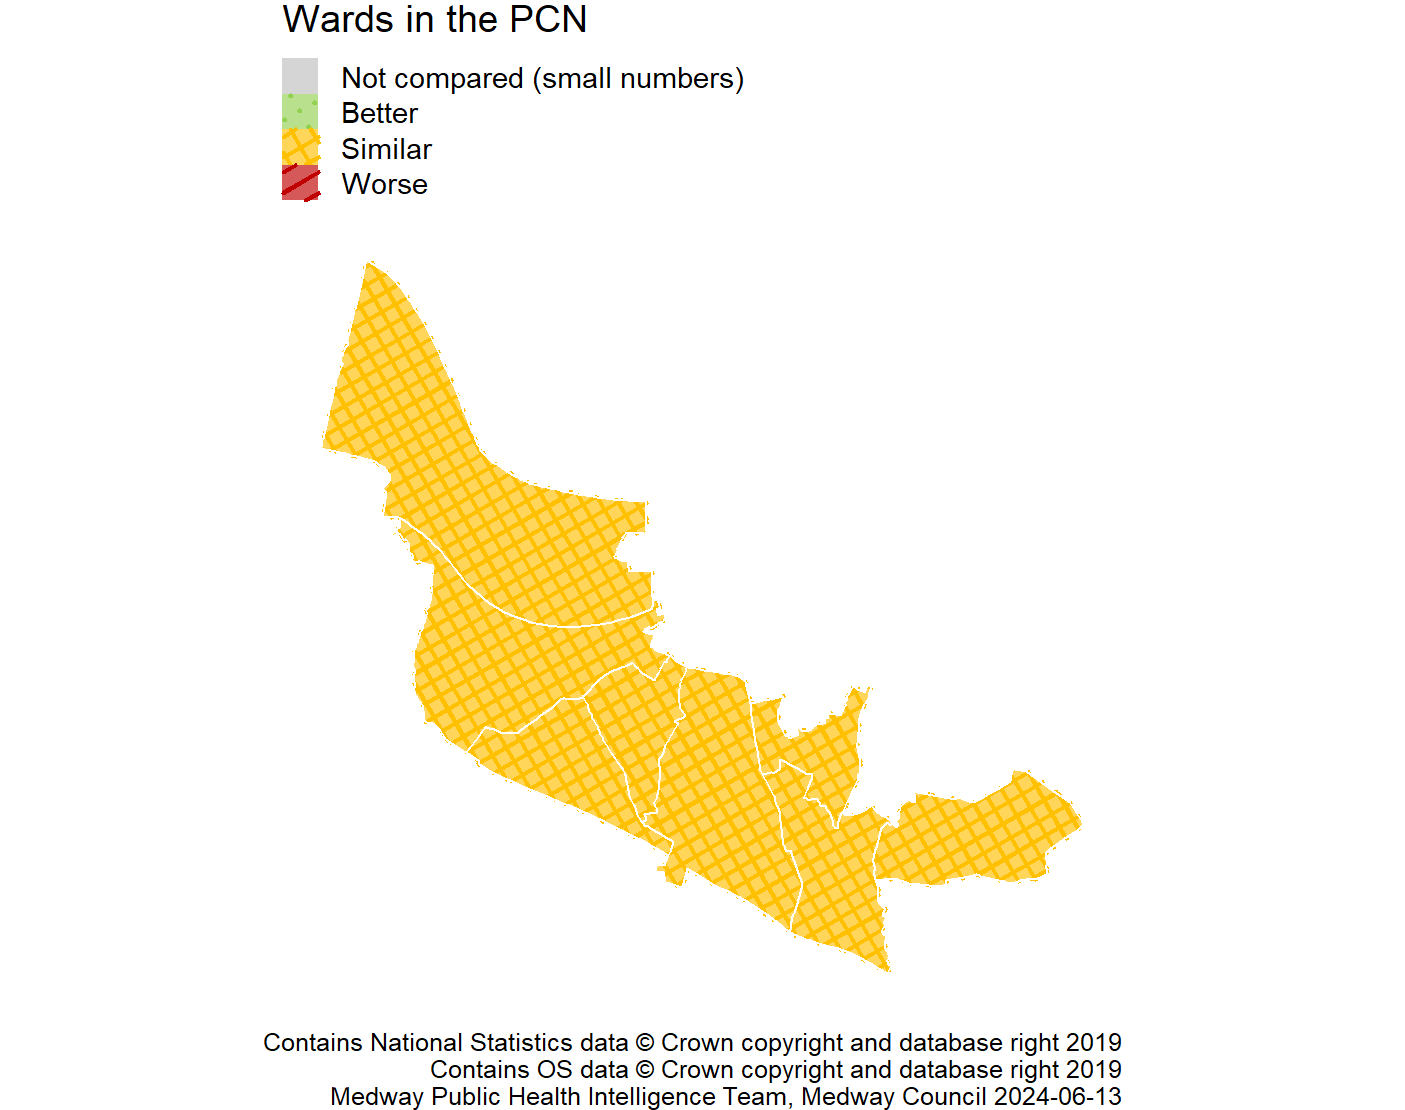 Wards in the PCN
Not compared (small numbers)
Better
Similar
Worse
Contains National Statistics data © Crown copyright and database right 2019
Contains OS data © Crown copyright and database right 2019
Medway Public Health Intelligence Team, Medway Council 2024-06-13